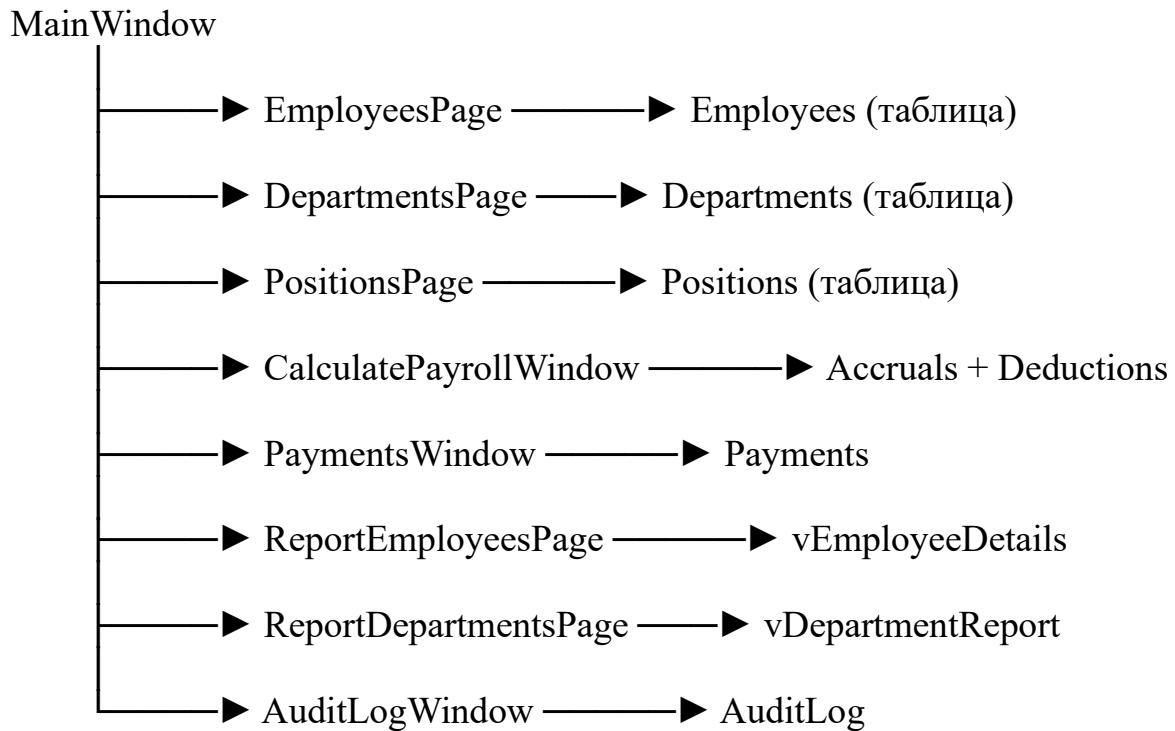 MainWindow
EmployeesPage Employees (таблица)
DepartmentsPage Departments (таблица)
PositionsPage Positions (таблица)
CalculatePayrollWindow Accruals + Deductions
PaymentsWindow Payments
ReportEmployeesPage vEmployeeDetails
ReportDepartmentsPage vDepartmentReport
AuditLogWindow AuditLog